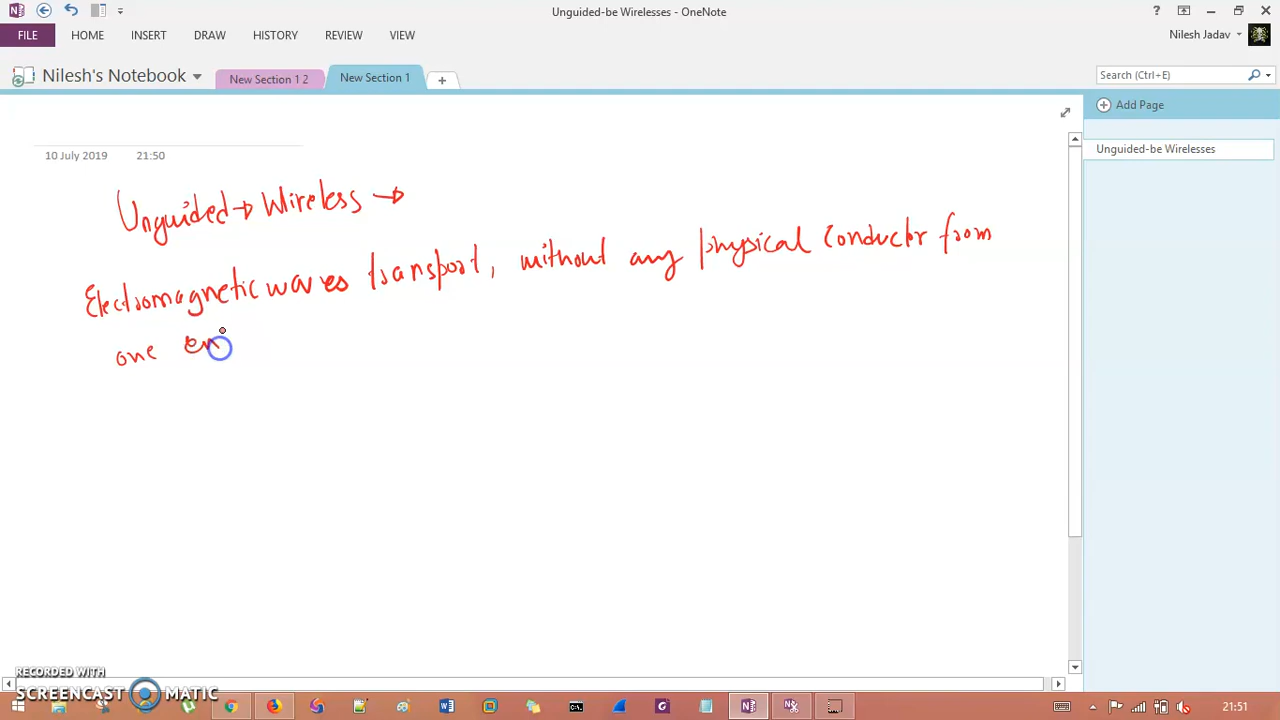 Unguided-be Wirelesses - OneNote
FILE HOME INSERT DRAW HISTORY REVIEW VIEW
Nilesh Jadav
Nilesh's Notebook New Section 1 2 New Section 1
Search (Ctrl+E)
Add Page
Unguided-be Wirelesses
10 July 2019 21:50
Unguided → Wireless →
Electromagnetic waves transport, without any physical conductor from
one en
RECORDED WITH
SCREENCAST MATIC
21:51